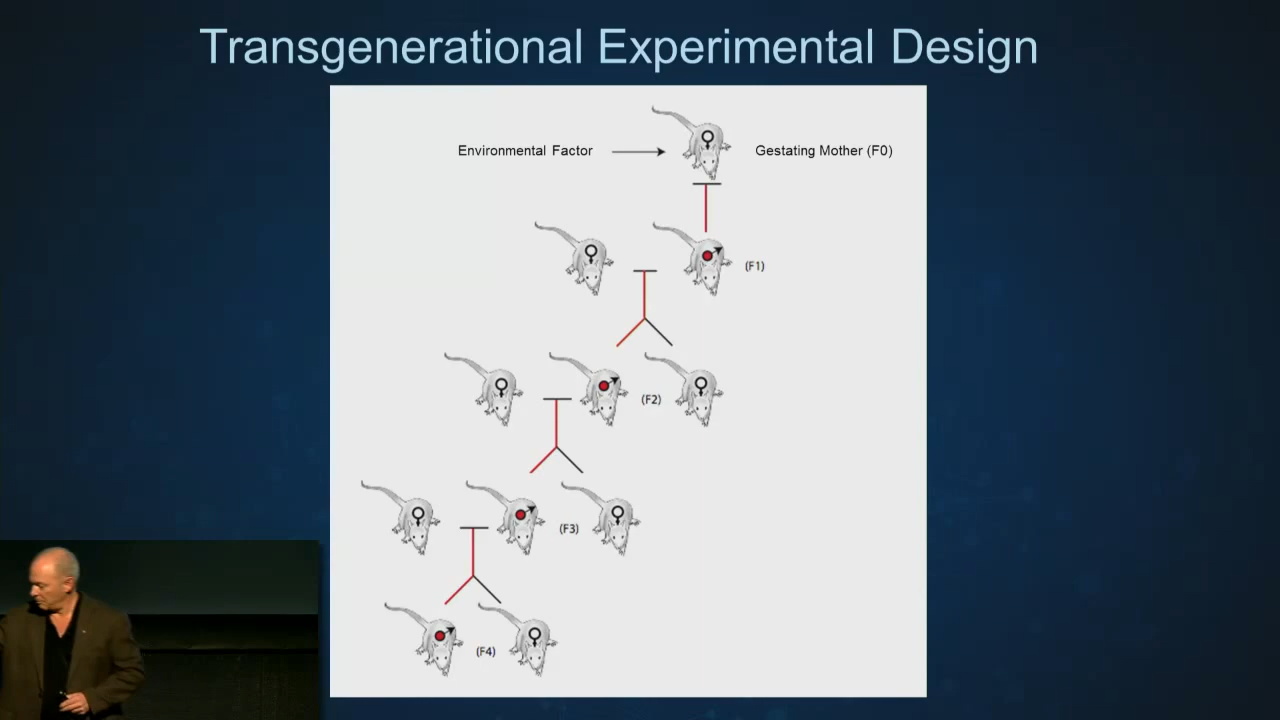 Transgenerational Experimental Design
Environmental Factor
Gestating Mother (F0)
(F1)
(F2)
(F3)
(F4)